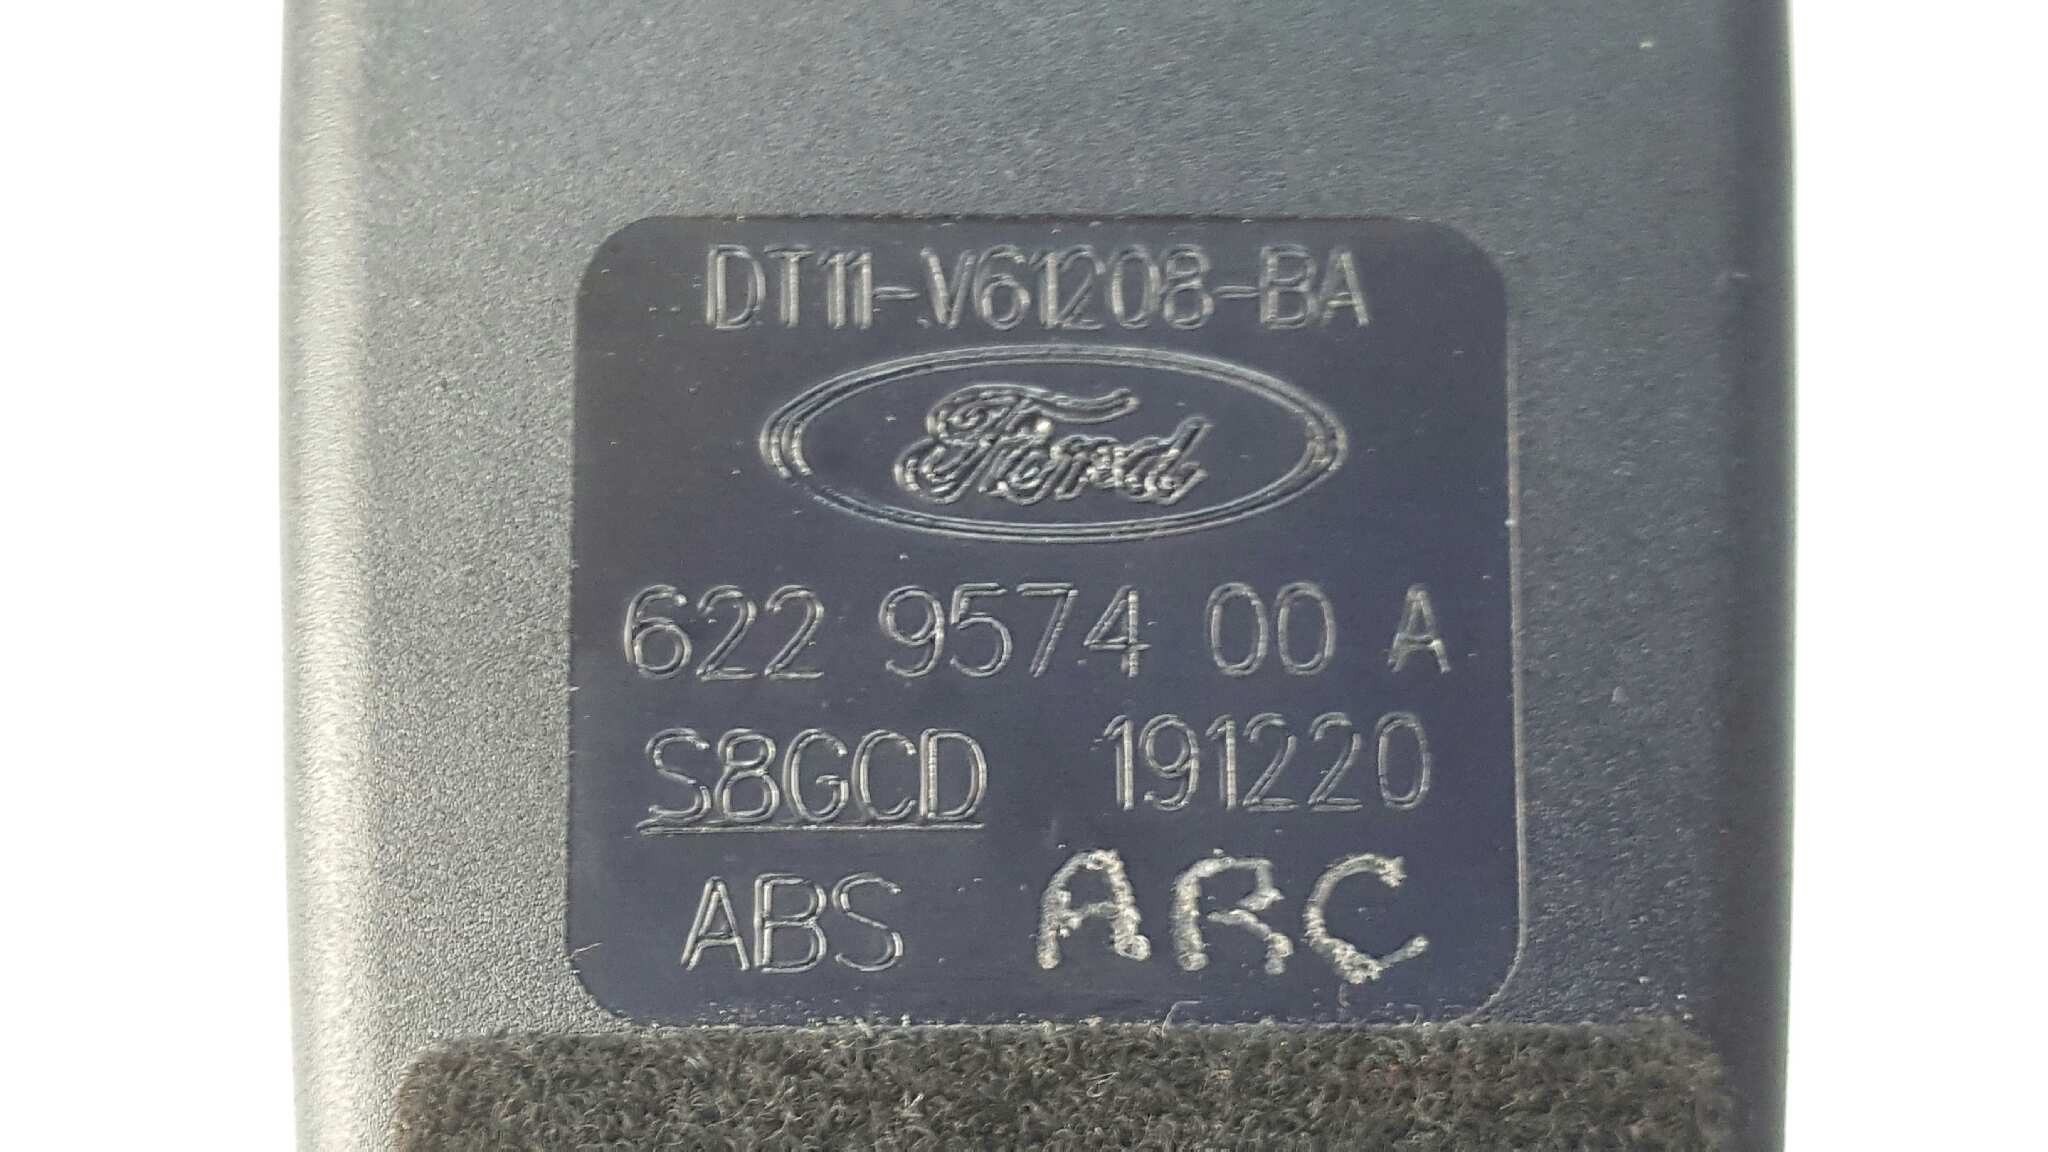 DT11-V61208-BA
Ford
622 9574 00 A
S8GCD 191220
ABS ARC